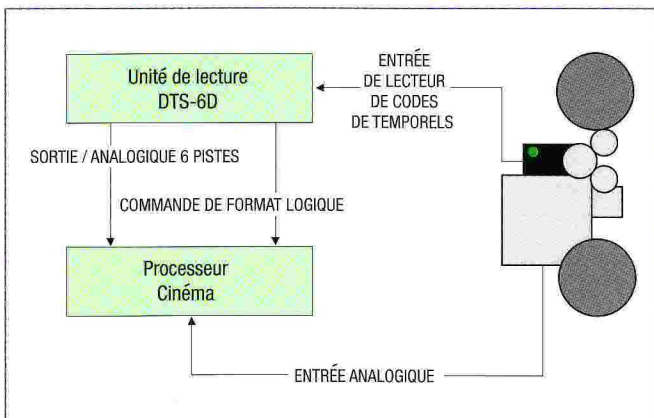 Unité de lecture
DTS-6D
ENTRÉE
DE LECTEUR
DE CODES
DE TEMPORELS
SORTIE / ANALOGIQUE 6 PISTES
COMMANDE DE FORMAT LOGIQUE
Processeur
Cinéma
ENTRÉE ANALOGIQUE